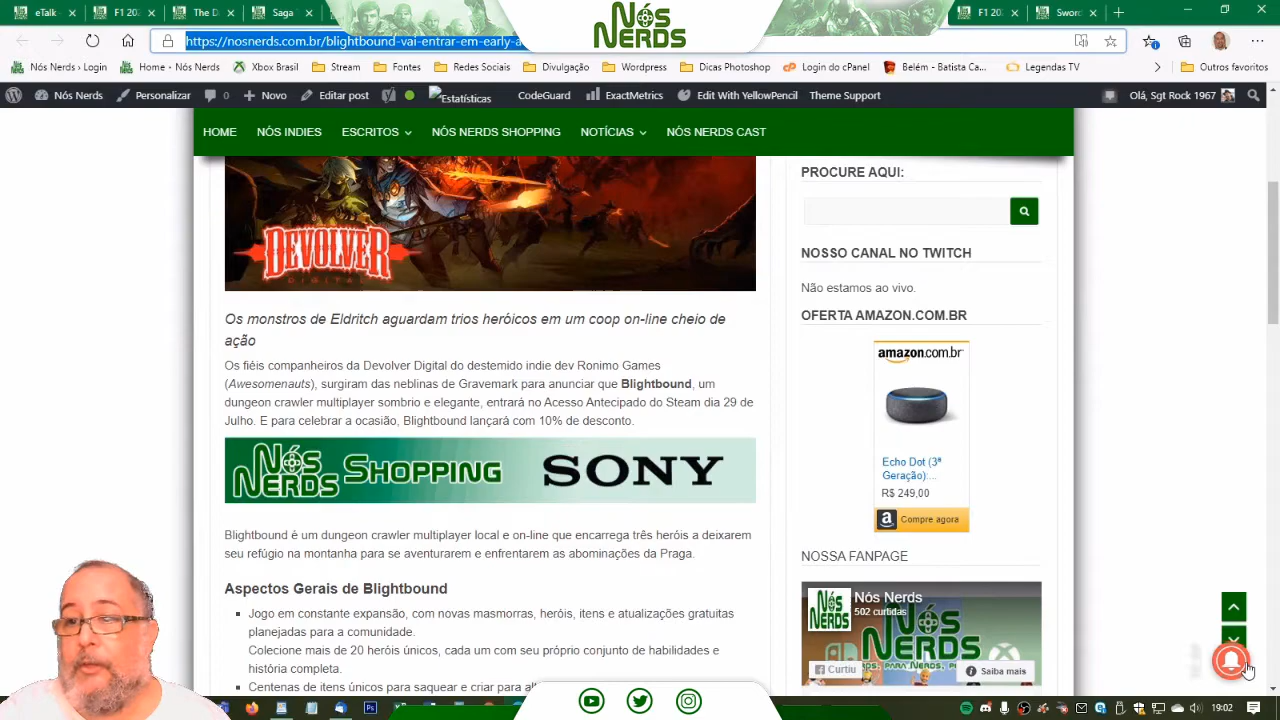 eTalk
Saga
NÓS
NERDS
F1 20
Sworc
https://nosnerds.com.br/blightbound-vai-entrar-em-early-a
Nós Nerds › Login
Home - Nós Nerds
Xbox Brasil
Stream
Fontes
Redes Sociais
Divulgação
Wordpress
Dicas Photoshop
Login do cPanel
Belém - Batista Ca...
Legendas TV
Outros favoritos
Nós Nerds
Personalizar
0
Novo
Editar post
Estatísticas
CodeGuard
ExactMetrics
Edit With YellowPencil
Theme Support
Olá, Sgt Rock 1967
HOME
NÓS INDIES
ESCRITOS
NÓS NERDS SHOPPING
NOTÍCIAS
NÓS NERDS CAST
DEVOLVER
DIGITAL
Os monstros de Eldritch aguardam trios heróicos em um coop on-line cheio de
ação
Os fiéis companheiros da Devolver Digital do destemido indie dev Ronimo Games
(Awesomenauts), surgiram das neblinas de Gravemark para anunciar que Blightbound, um
dungeon crawler multiplayer sombrio e elegante, entrará no Acesso Antecipado do Steam dia 29 de
Julho. E para celebrar a ocasião, Blightbound lançará com 10% de desconto.
NÓS NERDS SHOPPING SONY
Blightbound é um dungeon crawler multiplayer local e on-line que encarrega três heróis a deixarem
seu refúgio na montanha para se aventurarem e enfrentarem as abominações da Praga.
Aspectos Gerais de Blightbound
Jogo em constante expansão, com novas masmorras, heróis, itens e atualizações gratuitas
planejadas para a comunidade.
Colecione mais de 20 heróis únicos, cada um com seu próprio conjunto de habilidades e
história completa.
Centenas de itens únicos para saquear e criar para al
PROCURE AQUI:
NOSSO CANAL NO TWITCH
Não estamos ao vivo.
OFERTA AMAZON.COM.BR
amazon.com.br
Echo Dot (3ª
Geração):...
R$ 249,00
Compre agora
NOSSA FANPAGE
Nós Nerds
502 curtidas
NÓS
NERDS
Curtiu
Saiba mais
19:02